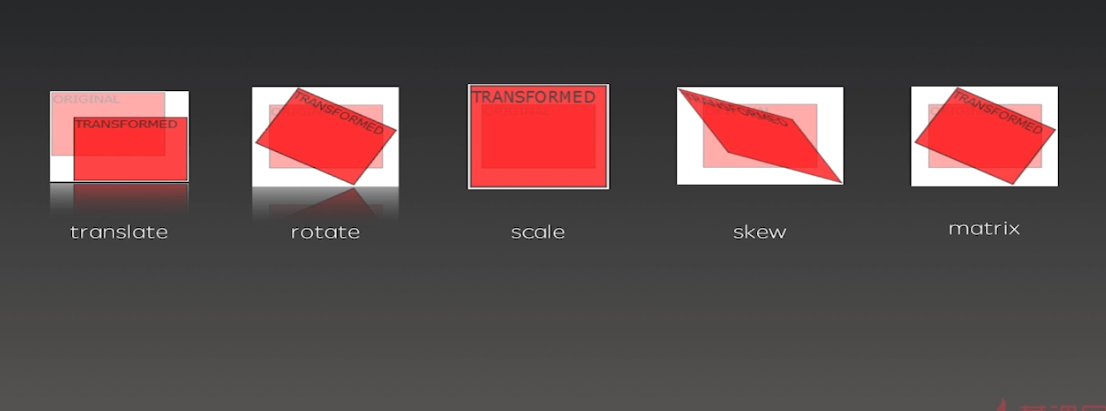 ORIGINAL
TRANSFORMED
TRANSFORMED
TRANSFORMED
TRANSFORMED
translate
rotate
scale
skew
matrix